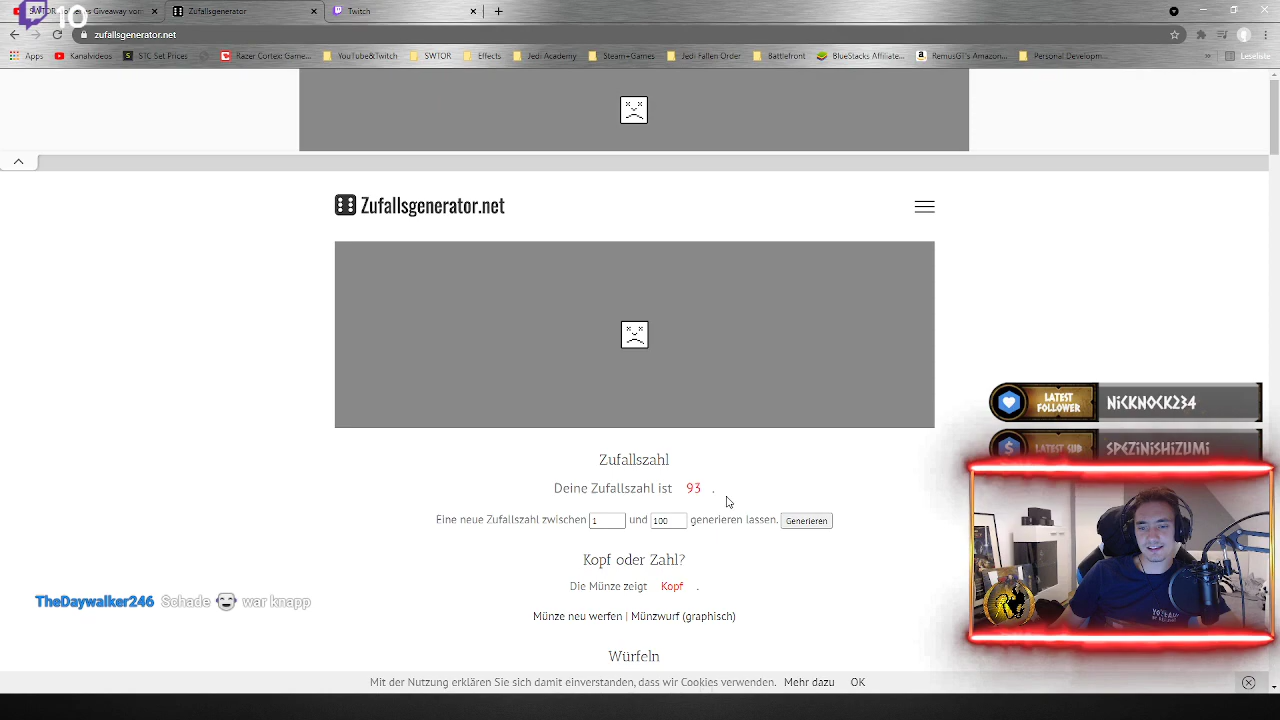 10
Giveaway vor
Zufallsgenerator
Twitch
zufallsgenerator.net
Apps
Kanalvideos
STC Set Prices
Razer Cortex: Game...
YouTube&Twitch
SWTOR
Effects
Jedi Academy
Steam+Games
Jedi Fallen Order
Battlefront
BlueStacks Affiliate...
RemusGT's Amazon...
Personal Developm...
Leseliste
Zufallsgenerator.net
Zufallszahl
Deine Zufallszahl ist 93 .
Eine neue Zufallszahl zwischen 1 und 100 generieren lassen. Generieren
Kopf oder Zahl?
Die Münze zeigt Kopf .
Münze neu werfen | Münzwurf (graphisch)
Würfeln
Mit der Nutzung erklären Sie sich damit einverstanden, dass wir Cookies verwenden. Mehr dazu OK
TheDaywalker246 Schade war knapp
LATEST
FOLLOWER
NICKNOCK234
LATEST SUB
SPEZINISHIZUMI